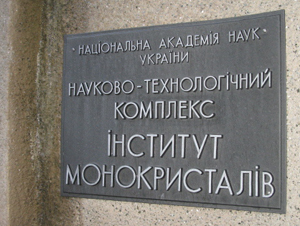 • НАЦІОНАЛЬНА АКАДЕМІЯ НАУК •
УКРАЇНИ
НАУКОВО-ТЕХНОЛОГІЧНИЙ
КОМПЛЕКС
ІНСТИТУТ
МОНОКРИСТАЛІВ